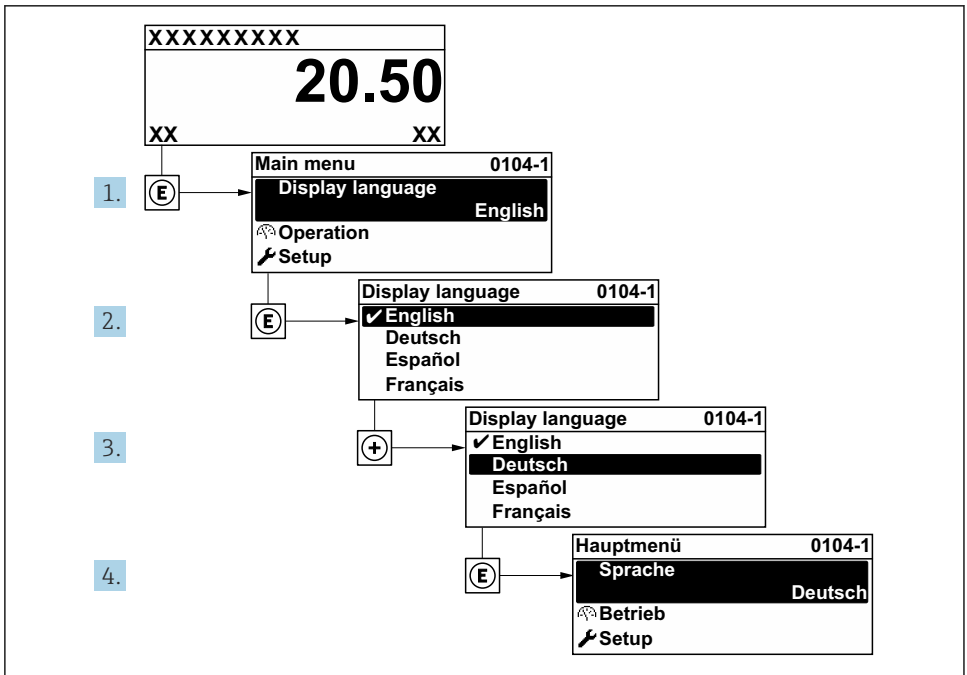 XXXXXXXXX
20.50
XX XX
1. E
Main menu 0104-1
Display language
English
Operation
Setup
2. E
Display language 0104-1
✔English
Deutsch
Español
Français
3. +
Display language 0104-1
✔English
Deutsch
Español
Français
4. E
Hauptmenü 0104-1
Sprache
Deutsch
Betrieb
Setup